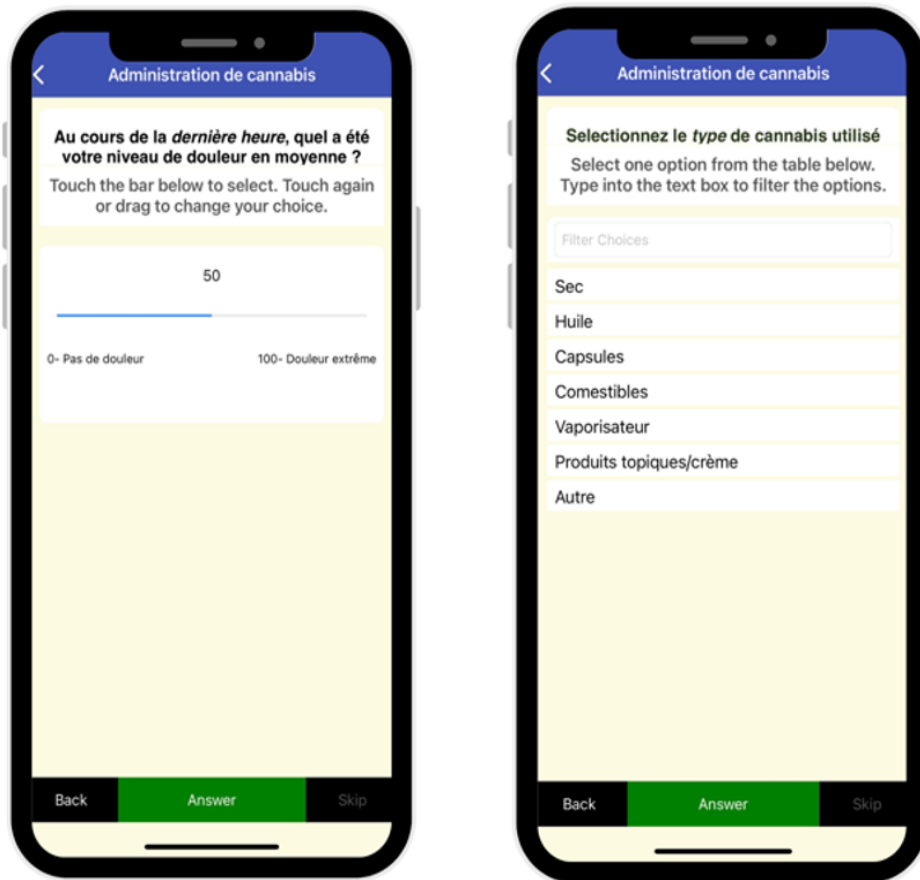 Administration de cannabis
Au cours de la dernière heure, quel a été
votre niveau de douleur en moyenne ?
Touch the bar below to select. Touch again
or drag to change your choice.
50
0- Pas de douleur
100- Douleur extrême
Back
Answer
Skip
Administration de cannabis
Selectionnez le type de cannabis utilisé
Select one option from the table below.
Type into the text box to filter the options.
Filter Choices
Sec
Huile
Capsules
Comestibles
Vaporisateur
Produits topiques/crème
Autre
Back
Answer
Skip